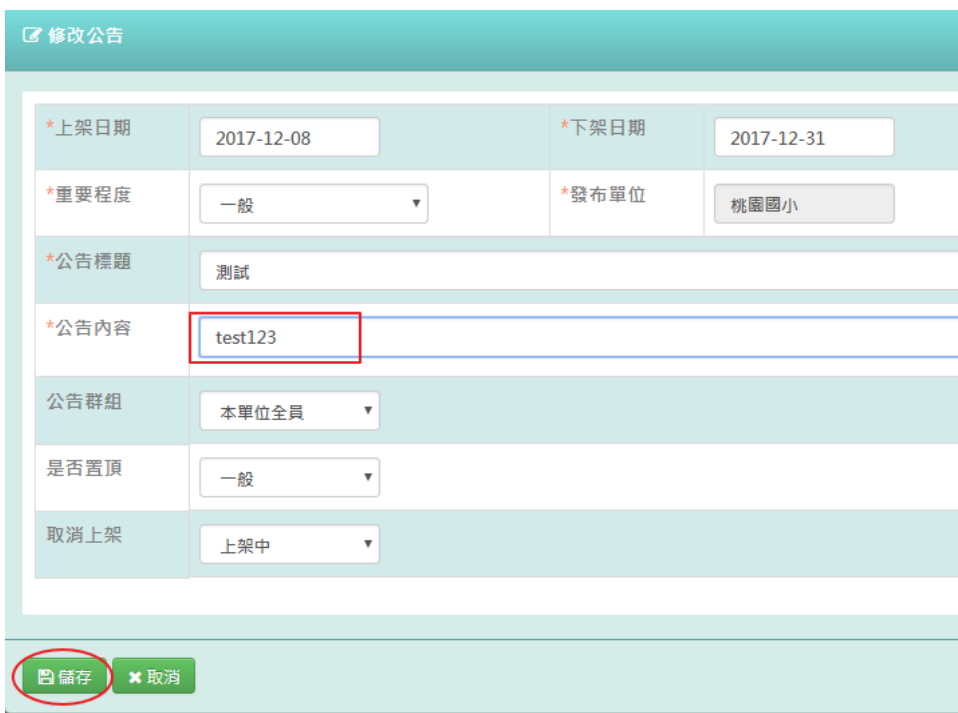 修改公告
*上架日期 2017-12-08 *下架日期 2017-12-31
*重要程度 一般 *發布單位 桃園國小
*公告標題 測試
*公告內容 test123
公告群組 本單位全員
是否置頂 一般
取消上架 上架中
儲存 取消